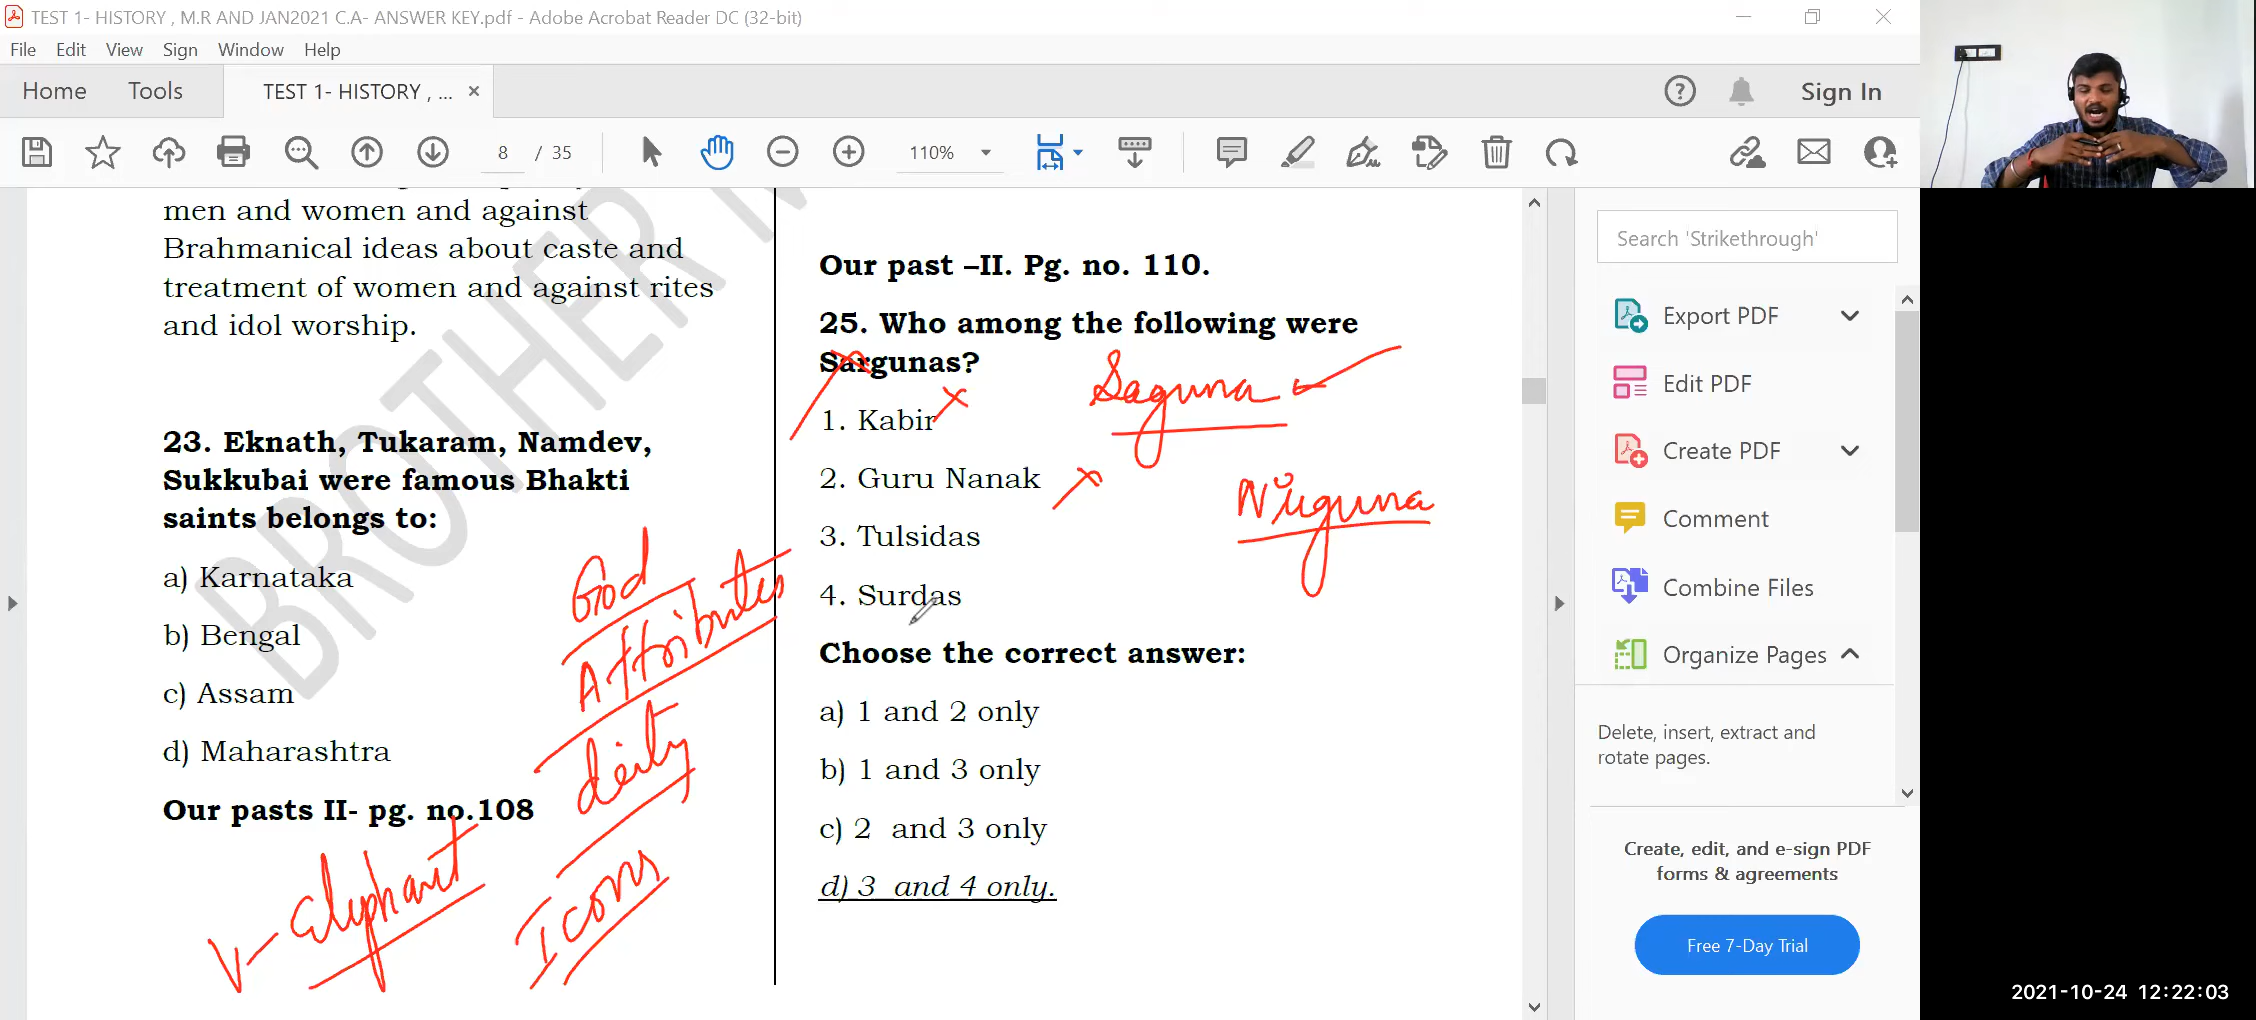 TEST 1- HISTORY , M.R AND JAN2021 C.A- ANSWER KEY.pdf - Adobe Acrobat Reader DC (32-bit)
File Edit View Sign Window Help
Home Tools TEST 1- HISTORY , ... ×
Sign In
8 / 35
110%
men and women and against
Brahmanical ideas about caste and
treatment of women and against rites
and idol worship.
23. Eknath, Tukaram, Namdev,
Sukkubai were famous Bhakti
saints belongs to:
a) Karnataka
b) Bengal
c) Assam
d) Maharashtra
Our pasts II- pg. no.108
God
Attributes
deity
Icons
V- elephant
BROTHER
Our past –II. Pg. no. 110.
25. Who among the following were
Sargunas?
Saguna
1. Kabir
2. Guru Nanak
Nirguna
3. Tulsidas
4. Surdas
Choose the correct answer:
a) 1 and 2 only
b) 1 and 3 only
c) 2 and 3 only
d) 3 and 4 only.
Search 'Strikethrough'
Export PDF
Edit PDF
Create PDF
Comment
Combine Files
Organize Pages
Delete, insert, extract and
rotate pages.
Create, edit, and e-sign PDF
forms & agreements
Free 7-Day Trial
2021-10-24 12:22:03